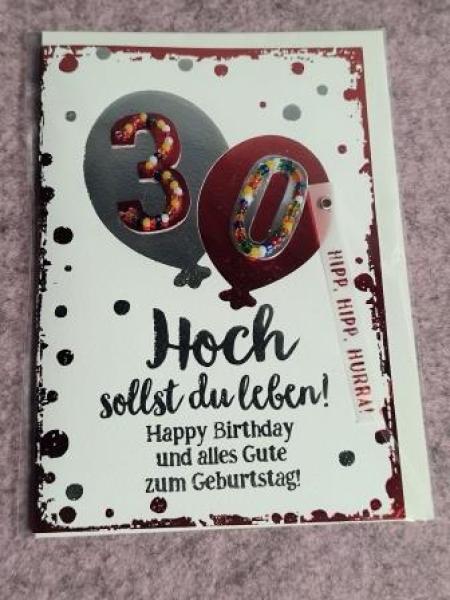 30
HIPP, HIPP, HURRA!
Hoch
sollst du leben!
Happy Birthday
und alles Gute
zum Geburtstag!